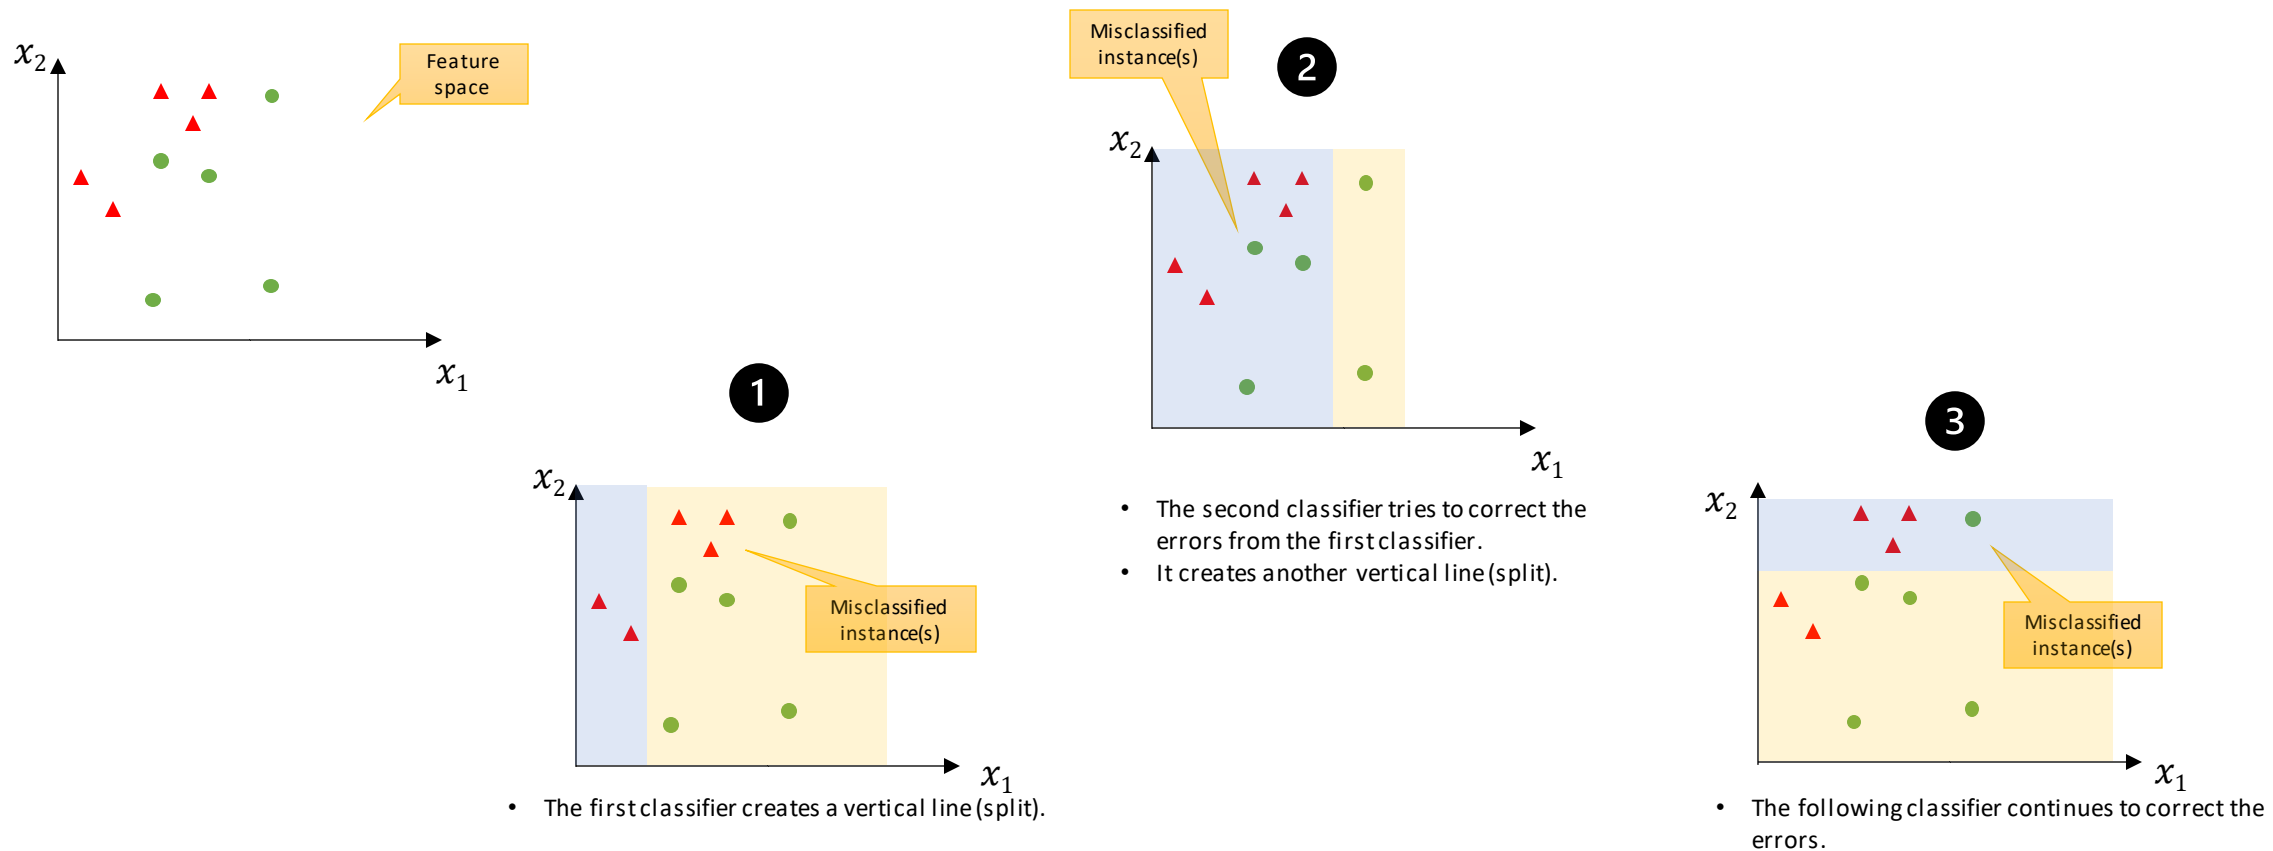 x₂
Feature
space
x₁
1
x₂
Misclassified
instance(s)
x₁
• The first classifier creates a vertical line (split).
Misclassified
instance(s)
2
x₂
x₁
• The second classifier tries to correct the
errors from the first classifier.
• It creates another vertical line (split).
3
x₂
Misclassified
instance(s)
x₁
• The following classifier continues to correct the
errors.